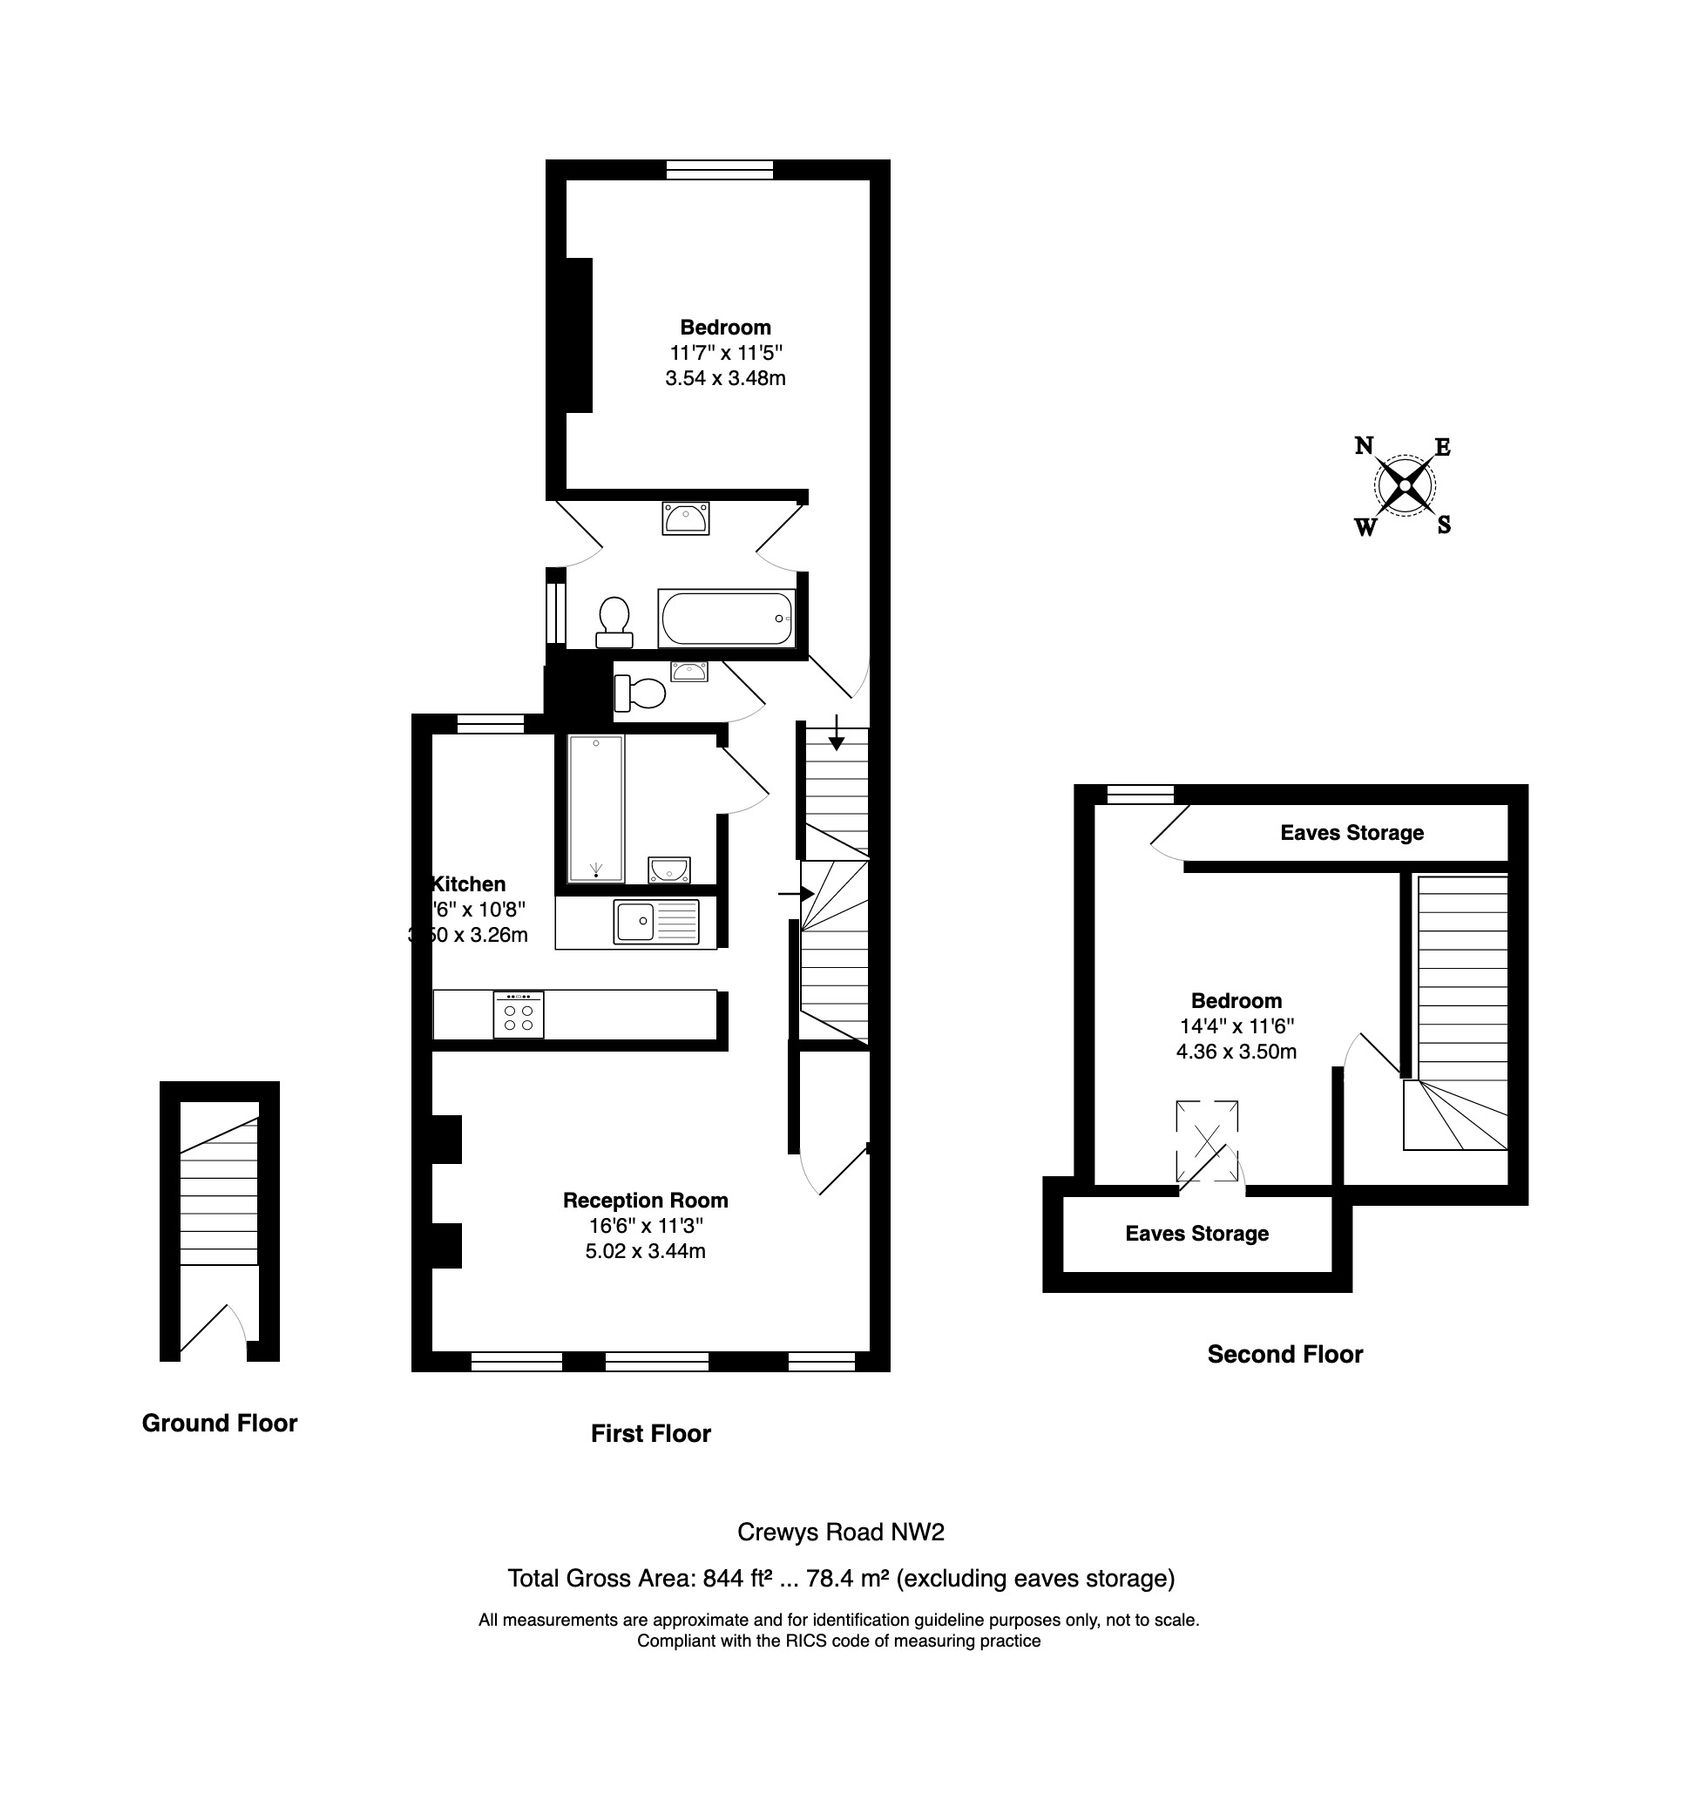 Bedroom
11'7" x 11'5"
3.54 x 3.48m
N E
W S
Eaves Storage
Kitchen
'6" x 10'8"
3.50 x 3.26m
Bedroom
14'4" x 11'6"
4.36 x 3.50m
Reception Room
16'6" x 11'3"
5.02 x 3.44m
Eaves Storage
Second Floor
Ground Floor
First Floor
Crewys Road NW2
Total Gross Area: 844 ft² ... 78.4 m² (excluding eaves storage)
All measurements are approximate and for identification guideline purposes only, not to scale.
Compliant with the RICS code of measuring practice